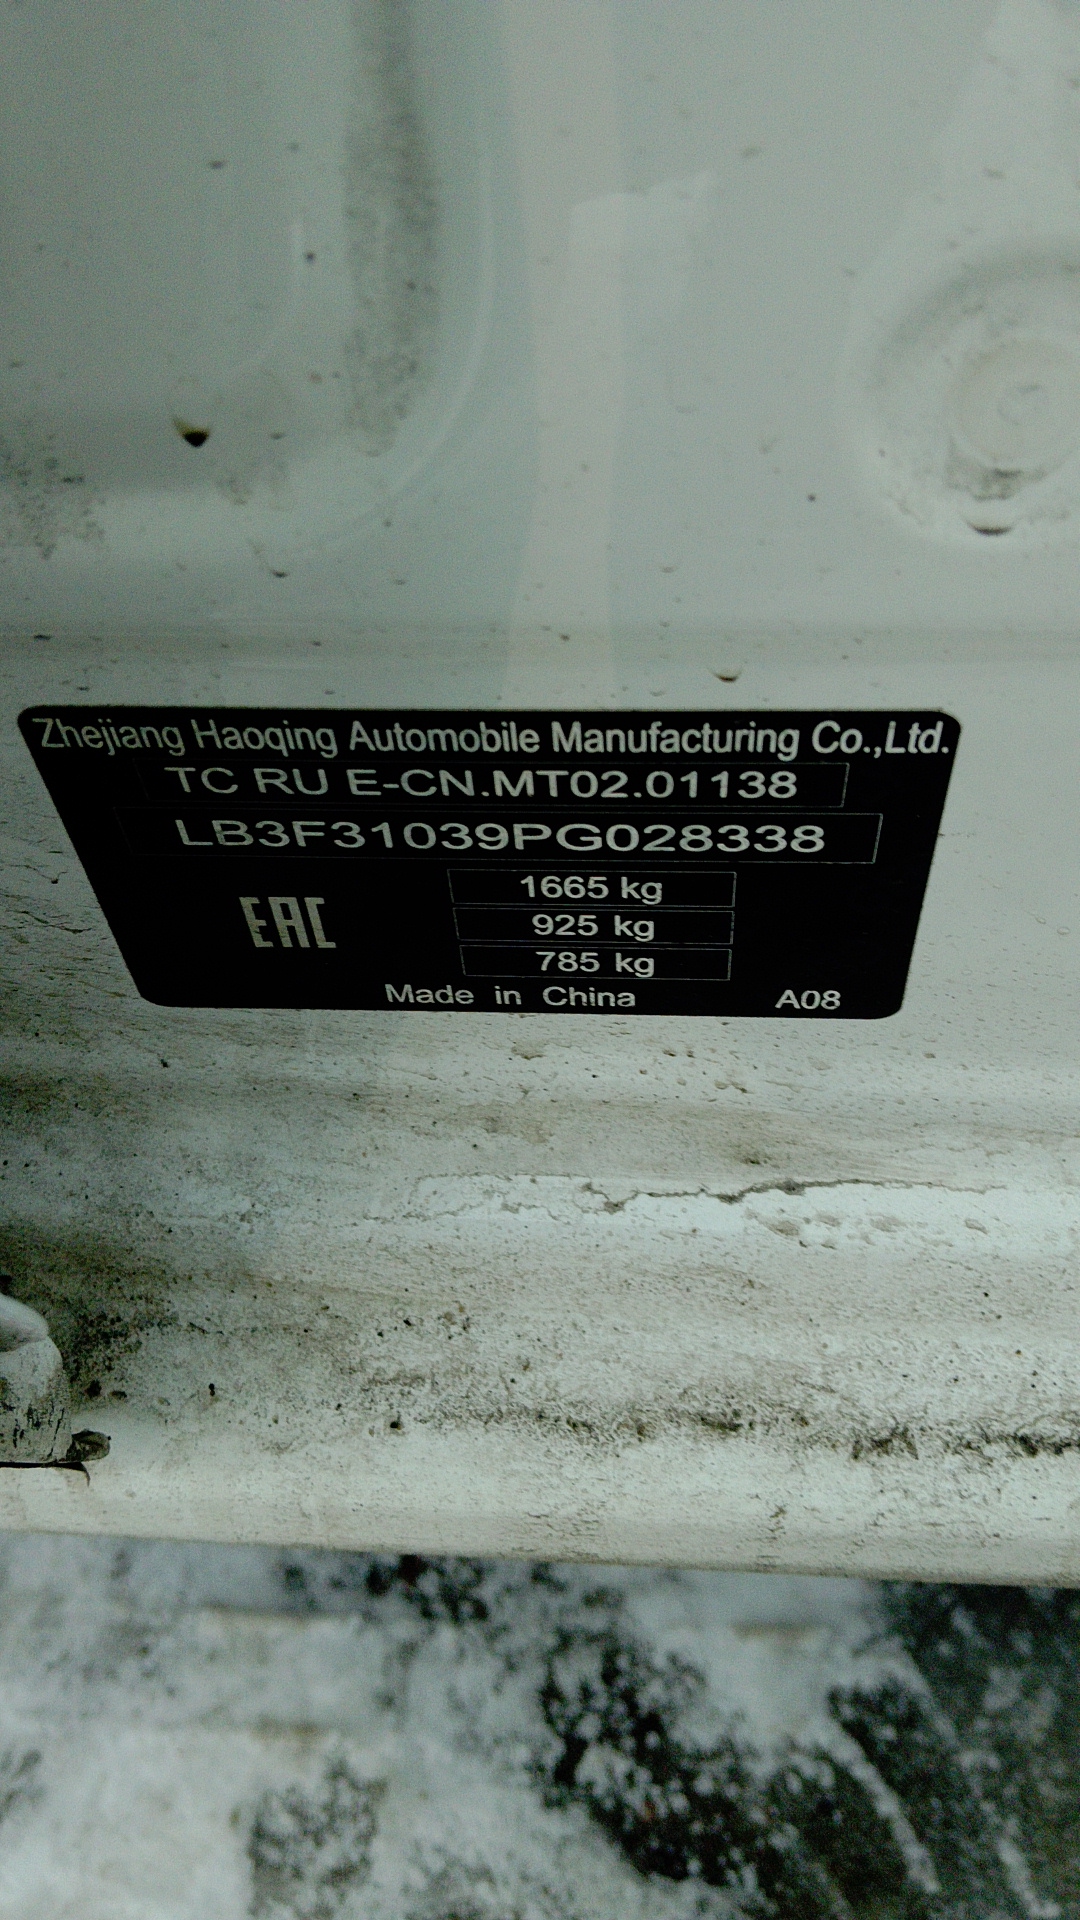 Zhejiang Haoqing Automobile Manufacturing Co.,Ltd.
TC RU E-CN.MT02.01138
LB3F31039PG028338
1665 kg
EAC
925 kg
785 kg
Made in China
A08